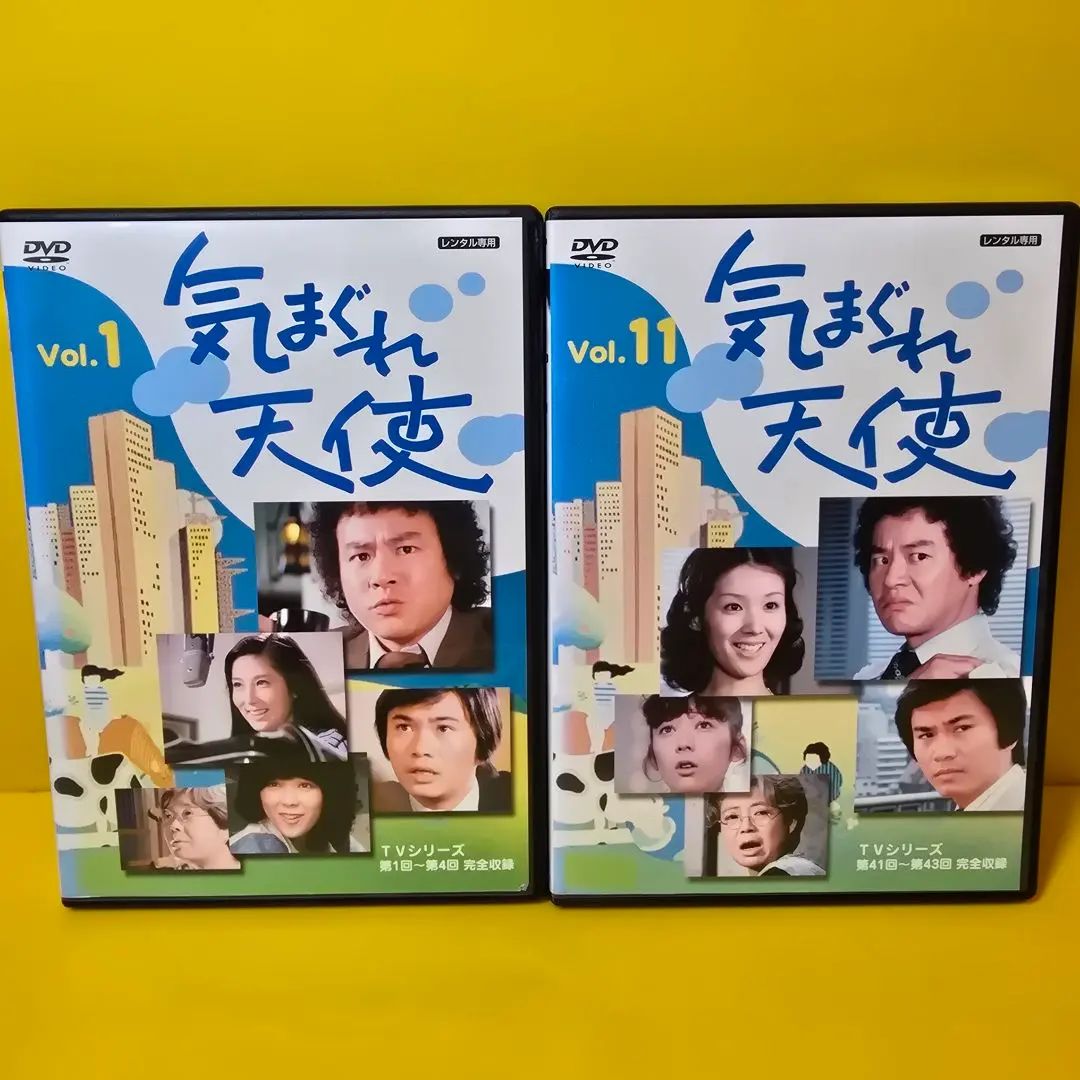 DVD
VIDEO
レンタル専用
Vol.1
気まぐれ
天使
TVシリーズ
第1回～第4回 完全収録
DVD
VIDEO
レンタル専用
Vol.11
気まぐれ
天使
TVシリーズ
第41回～第43回 完全収録